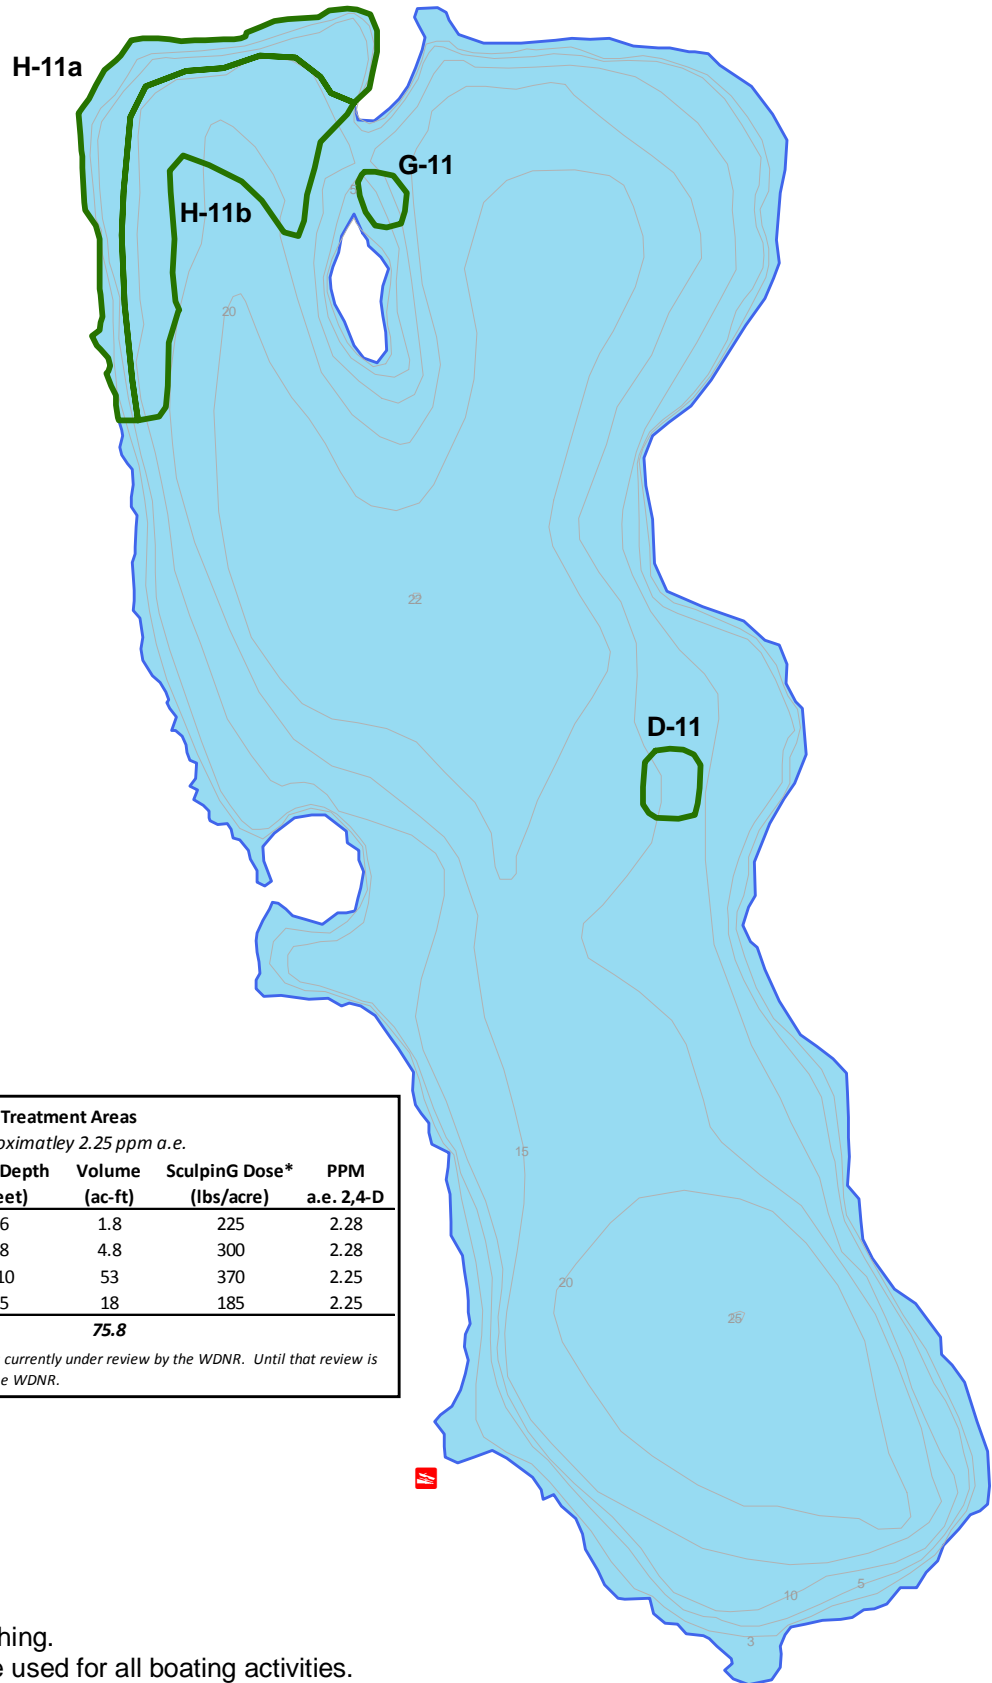 H-11a
G-11
5
H-11b
20
22
D-11
Treatment Areas
oximatley 2.25 ppm a.e.
Depth Volume SculpinG Dose* PPM
eet) (ac-ft) (lbs/acre) a.e. 2,4-D
6 1.8 225 2.28
8 4.8 300 2.28
10 53 370 2.25
5 18 185 2.25
75.8
currently under review by the WDNR. Until that review is
e WDNR.
15
20
25
10
5
3
hing.
e used for all boating activities.